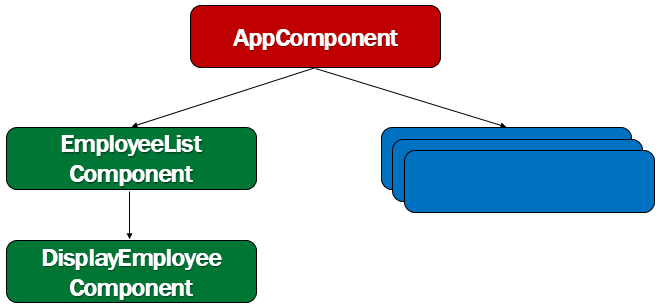 AppComponent
EmployeeList
Component
DisplayEmployee
Component